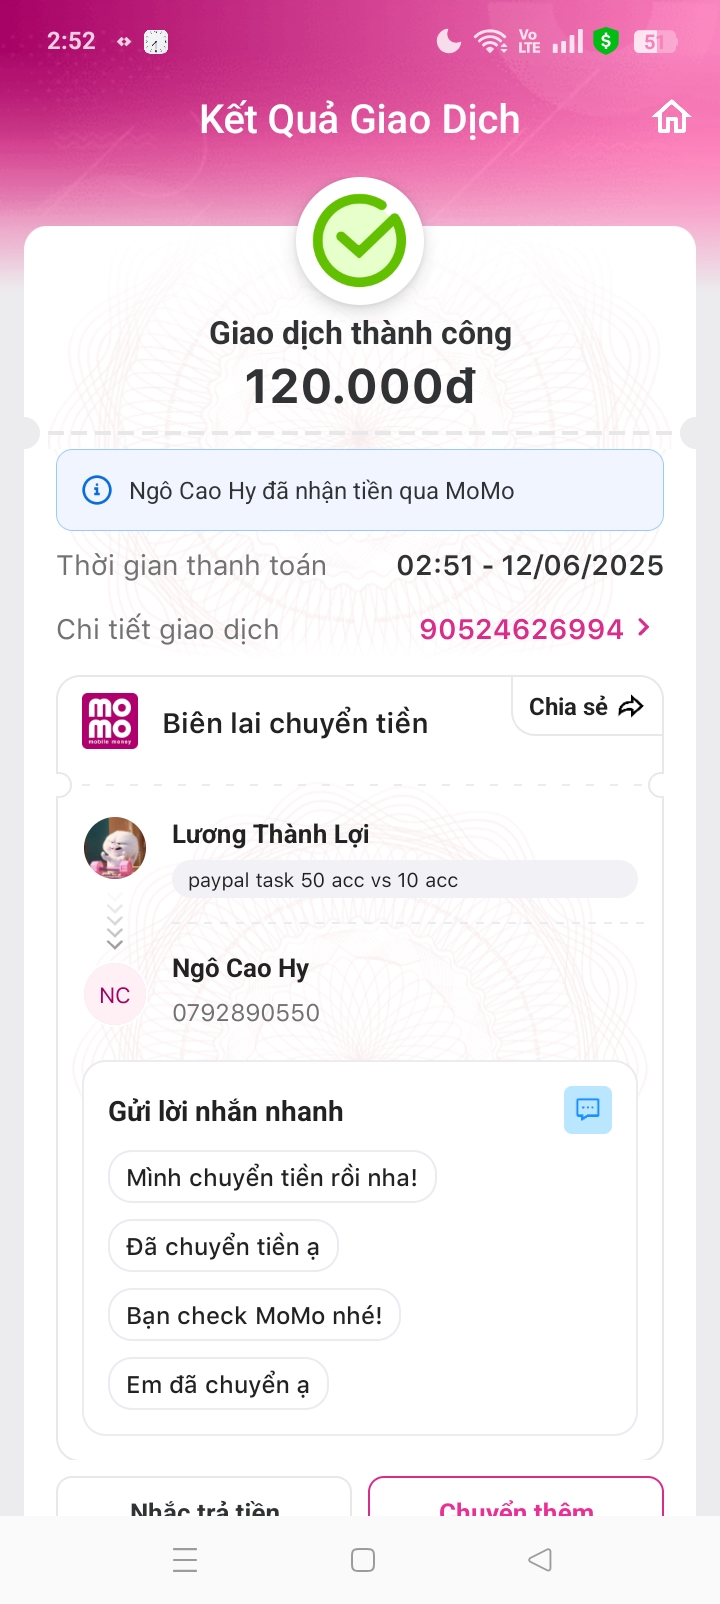 2:52
Vo
LTE
$
51
Kết Quả Giao Dịch
Giao dịch thành công
120.000đ
Ngô Cao Hy đã nhận tiền qua MoMo
Thời gian thanh toán 02:51 - 12/06/2025
Chi tiết giao dịch 90524626994
mo
mo
mobile money
Biên lai chuyển tiền
Chia sẻ
Lương Thành Lợi
paypal task 50 acc vs 10 acc
NC
Ngô Cao Hy
0792890550
Gửi lời nhắn nhanh
Mình chuyển tiền rồi nha!
Đã chuyển tiền ạ
Bạn check MoMo nhé!
Em đã chuyển ạ
Nhắc trả tiền Chuyển thêm